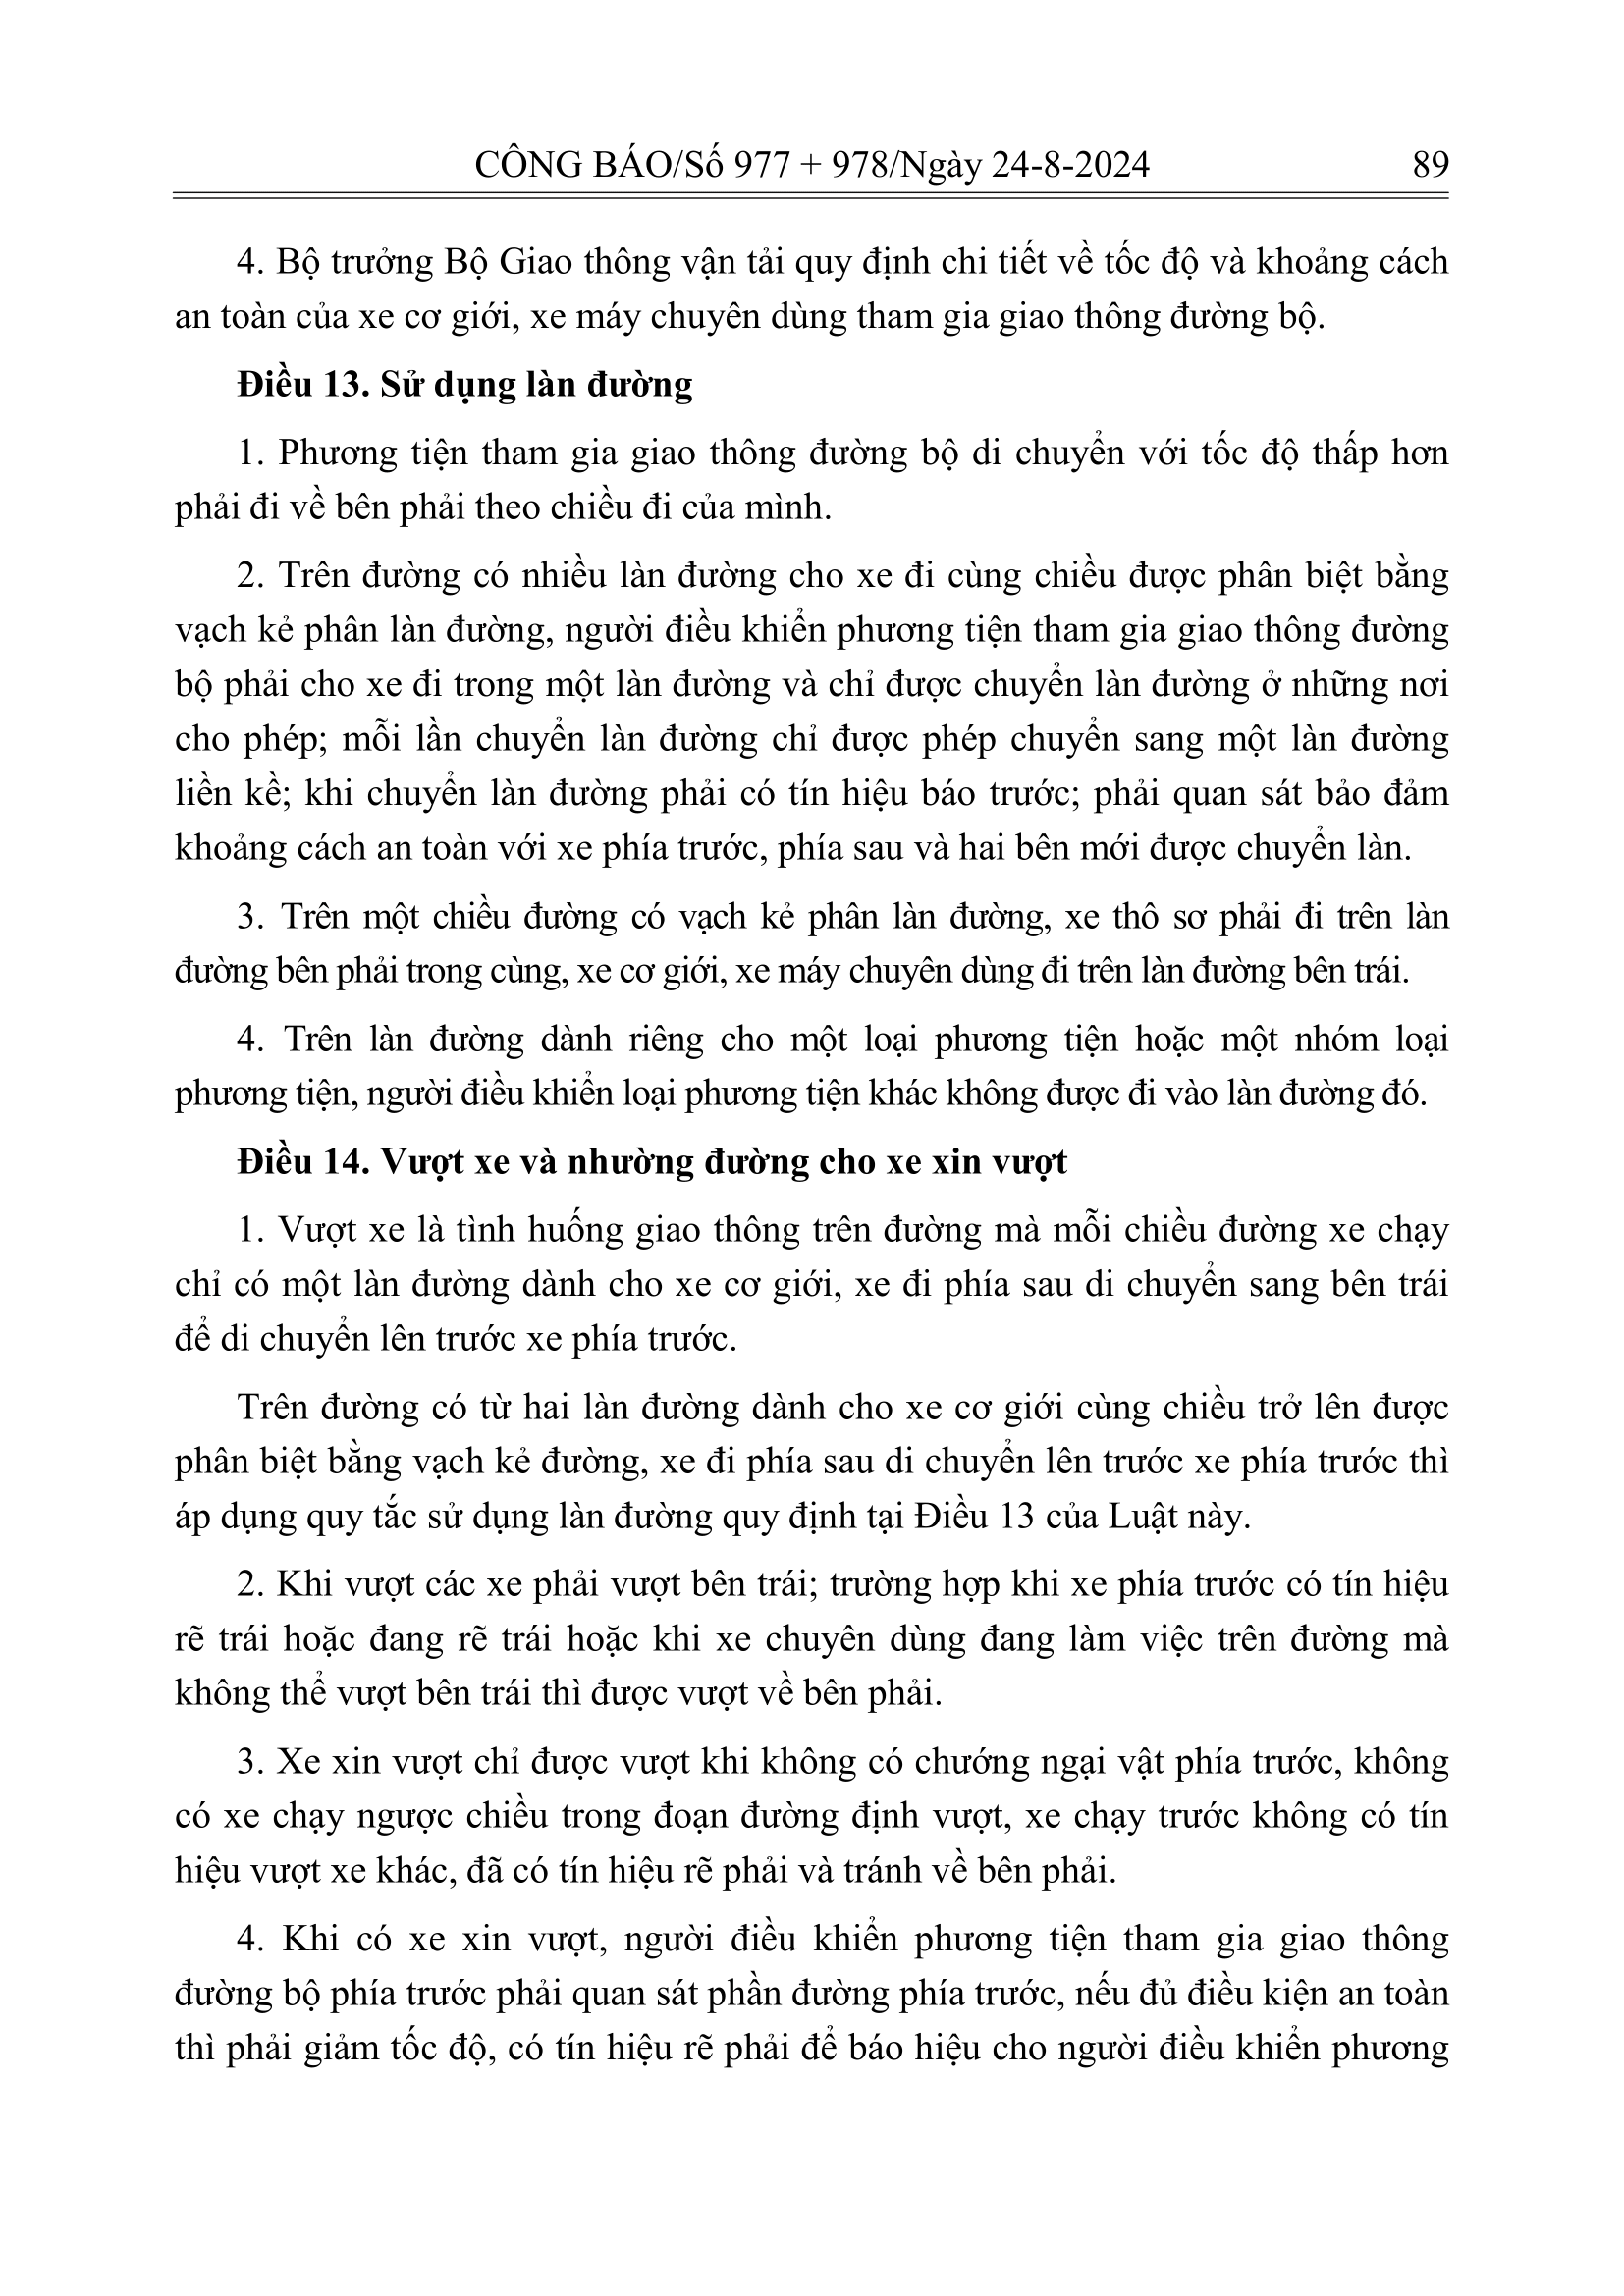 CÔNG BÁO/Số 977 + 978/Ngày 24-8-2024 89
4. Bộ trưởng Bộ Giao thông vận tải quy định chi tiết về tốc độ và khoảng cách
an toàn của xe cơ giới, xe máy chuyên dùng tham gia giao thông đường bộ.
Điều 13. Sử dụng làn đường
1. Phương tiện tham gia giao thông đường bộ di chuyển với tốc độ thấp hơn
phải đi về bên phải theo chiều đi của mình.
2. Trên đường có nhiều làn đường cho xe đi cùng chiều được phân biệt bằng
vạch kẻ phân làn đường, người điều khiển phương tiện tham gia giao thông đường
bộ phải cho xe đi trong một làn đường và chỉ được chuyển làn đường ở những nơi
cho phép; mỗi lần chuyển làn đường chỉ được phép chuyển sang một làn đường
liền kề; khi chuyển làn đường phải có tín hiệu báo trước; phải quan sát bảo đảm
khoảng cách an toàn với xe phía trước, phía sau và hai bên mới được chuyển làn.
3. Trên một chiều đường có vạch kẻ phân làn đường, xe thô sơ phải đi trên làn
đường bên phải trong cùng, xe cơ giới, xe máy chuyên dùng đi trên làn đường bên trái.
4. Trên làn đường dành riêng cho một loại phương tiện hoặc một nhóm loại
phương tiện, người điều khiển loại phương tiện khác không được đi vào làn đường đó.
Điều 14. Vượt xe và nhường đường cho xe xin vượt
1. Vượt xe là tình huống giao thông trên đường mà mỗi chiều đường xe chạy
chỉ có một làn đường dành cho xe cơ giới, xe đi phía sau di chuyển sang bên trái
để di chuyển lên trước xe phía trước.
Trên đường có từ hai làn đường dành cho xe cơ giới cùng chiều trở lên được
phân biệt bằng vạch kẻ đường, xe đi phía sau di chuyển lên trước xe phía trước thì
áp dụng quy tắc sử dụng làn đường quy định tại Điều 13 của Luật này.
2. Khi vượt các xe phải vượt bên trái; trường hợp khi xe phía trước có tín hiệu
rẽ trái hoặc đang rẽ trái hoặc khi xe chuyên dùng đang làm việc trên đường mà
không thể vượt bên trái thì được vượt về bên phải.
3. Xe xin vượt chỉ được vượt khi không có chướng ngại vật phía trước, không
có xe chạy ngược chiều trong đoạn đường định vượt, xe chạy trước không có tín
hiệu vượt xe khác, đã có tín hiệu rẽ phải và tránh về bên phải.
4. Khi có xe xin vượt, người điều khiển phương tiện tham gia giao thông
đường bộ phía trước phải quan sát phần đường phía trước, nếu đủ điều kiện an toàn
thì phải giảm tốc độ, có tín hiệu rẽ phải để báo hiệu cho người điều khiển phương